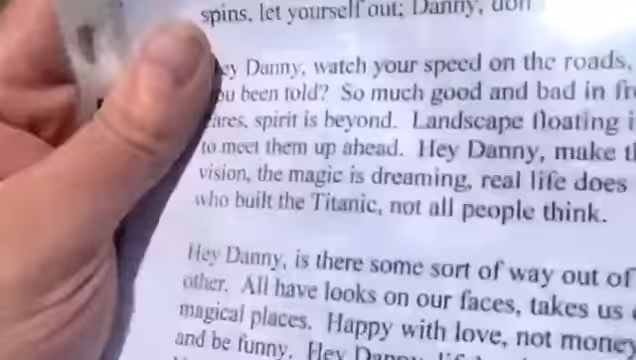 spins, let yourself out; Danny, don
ey Danny, watch your speed on the roads,
ou been told? So much good and bad in fr
ares, spirit is beyond. Landscape floating i
to meet them up ahead. Hey Danny, make t
vision, the magic is dreaming, real life does
who built the Titanic, not all people think.
Hey Danny, is there some sort of way out of
other. All have looks on our faces, takes us
magical places. Happy with love, not money
and be funny. Hey Danny, lif